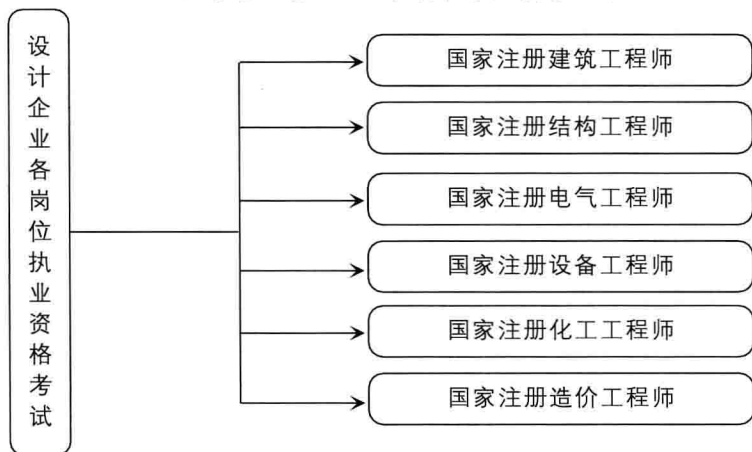 设计企业各岗位执业资格考试
国家注册建筑工程师
国家注册结构工程师
国家注册电气工程师
国家注册设备工程师
国家注册化工工程师
国家注册造价工程师